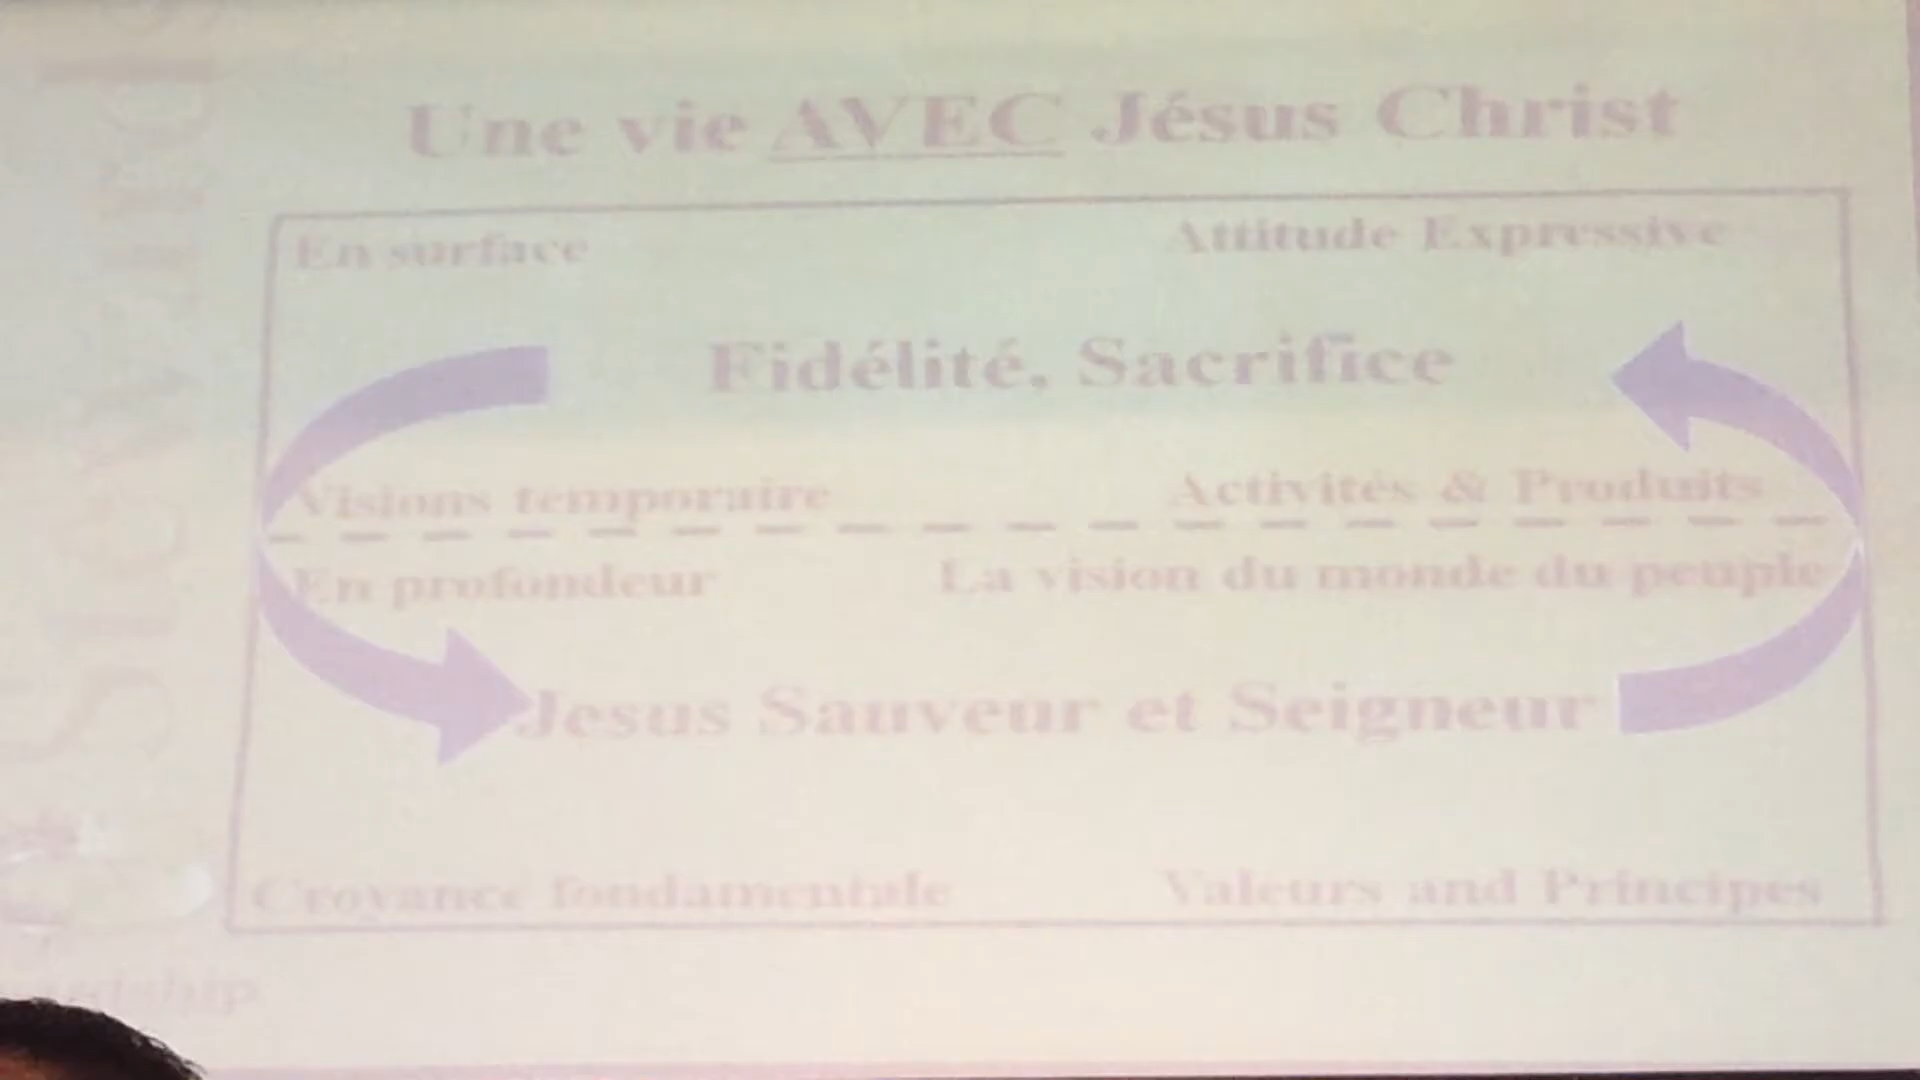 Une vie AVEC Jésus Christ
En surface
Attitude Expressive
Fidélité, Sacrifice
Visions temporaire
Activités & Produits
En profondeur
La vision du monde du peuple
Jesus Sauveur et Seigneur
Croyance fondamentale
Valeurs and Principes